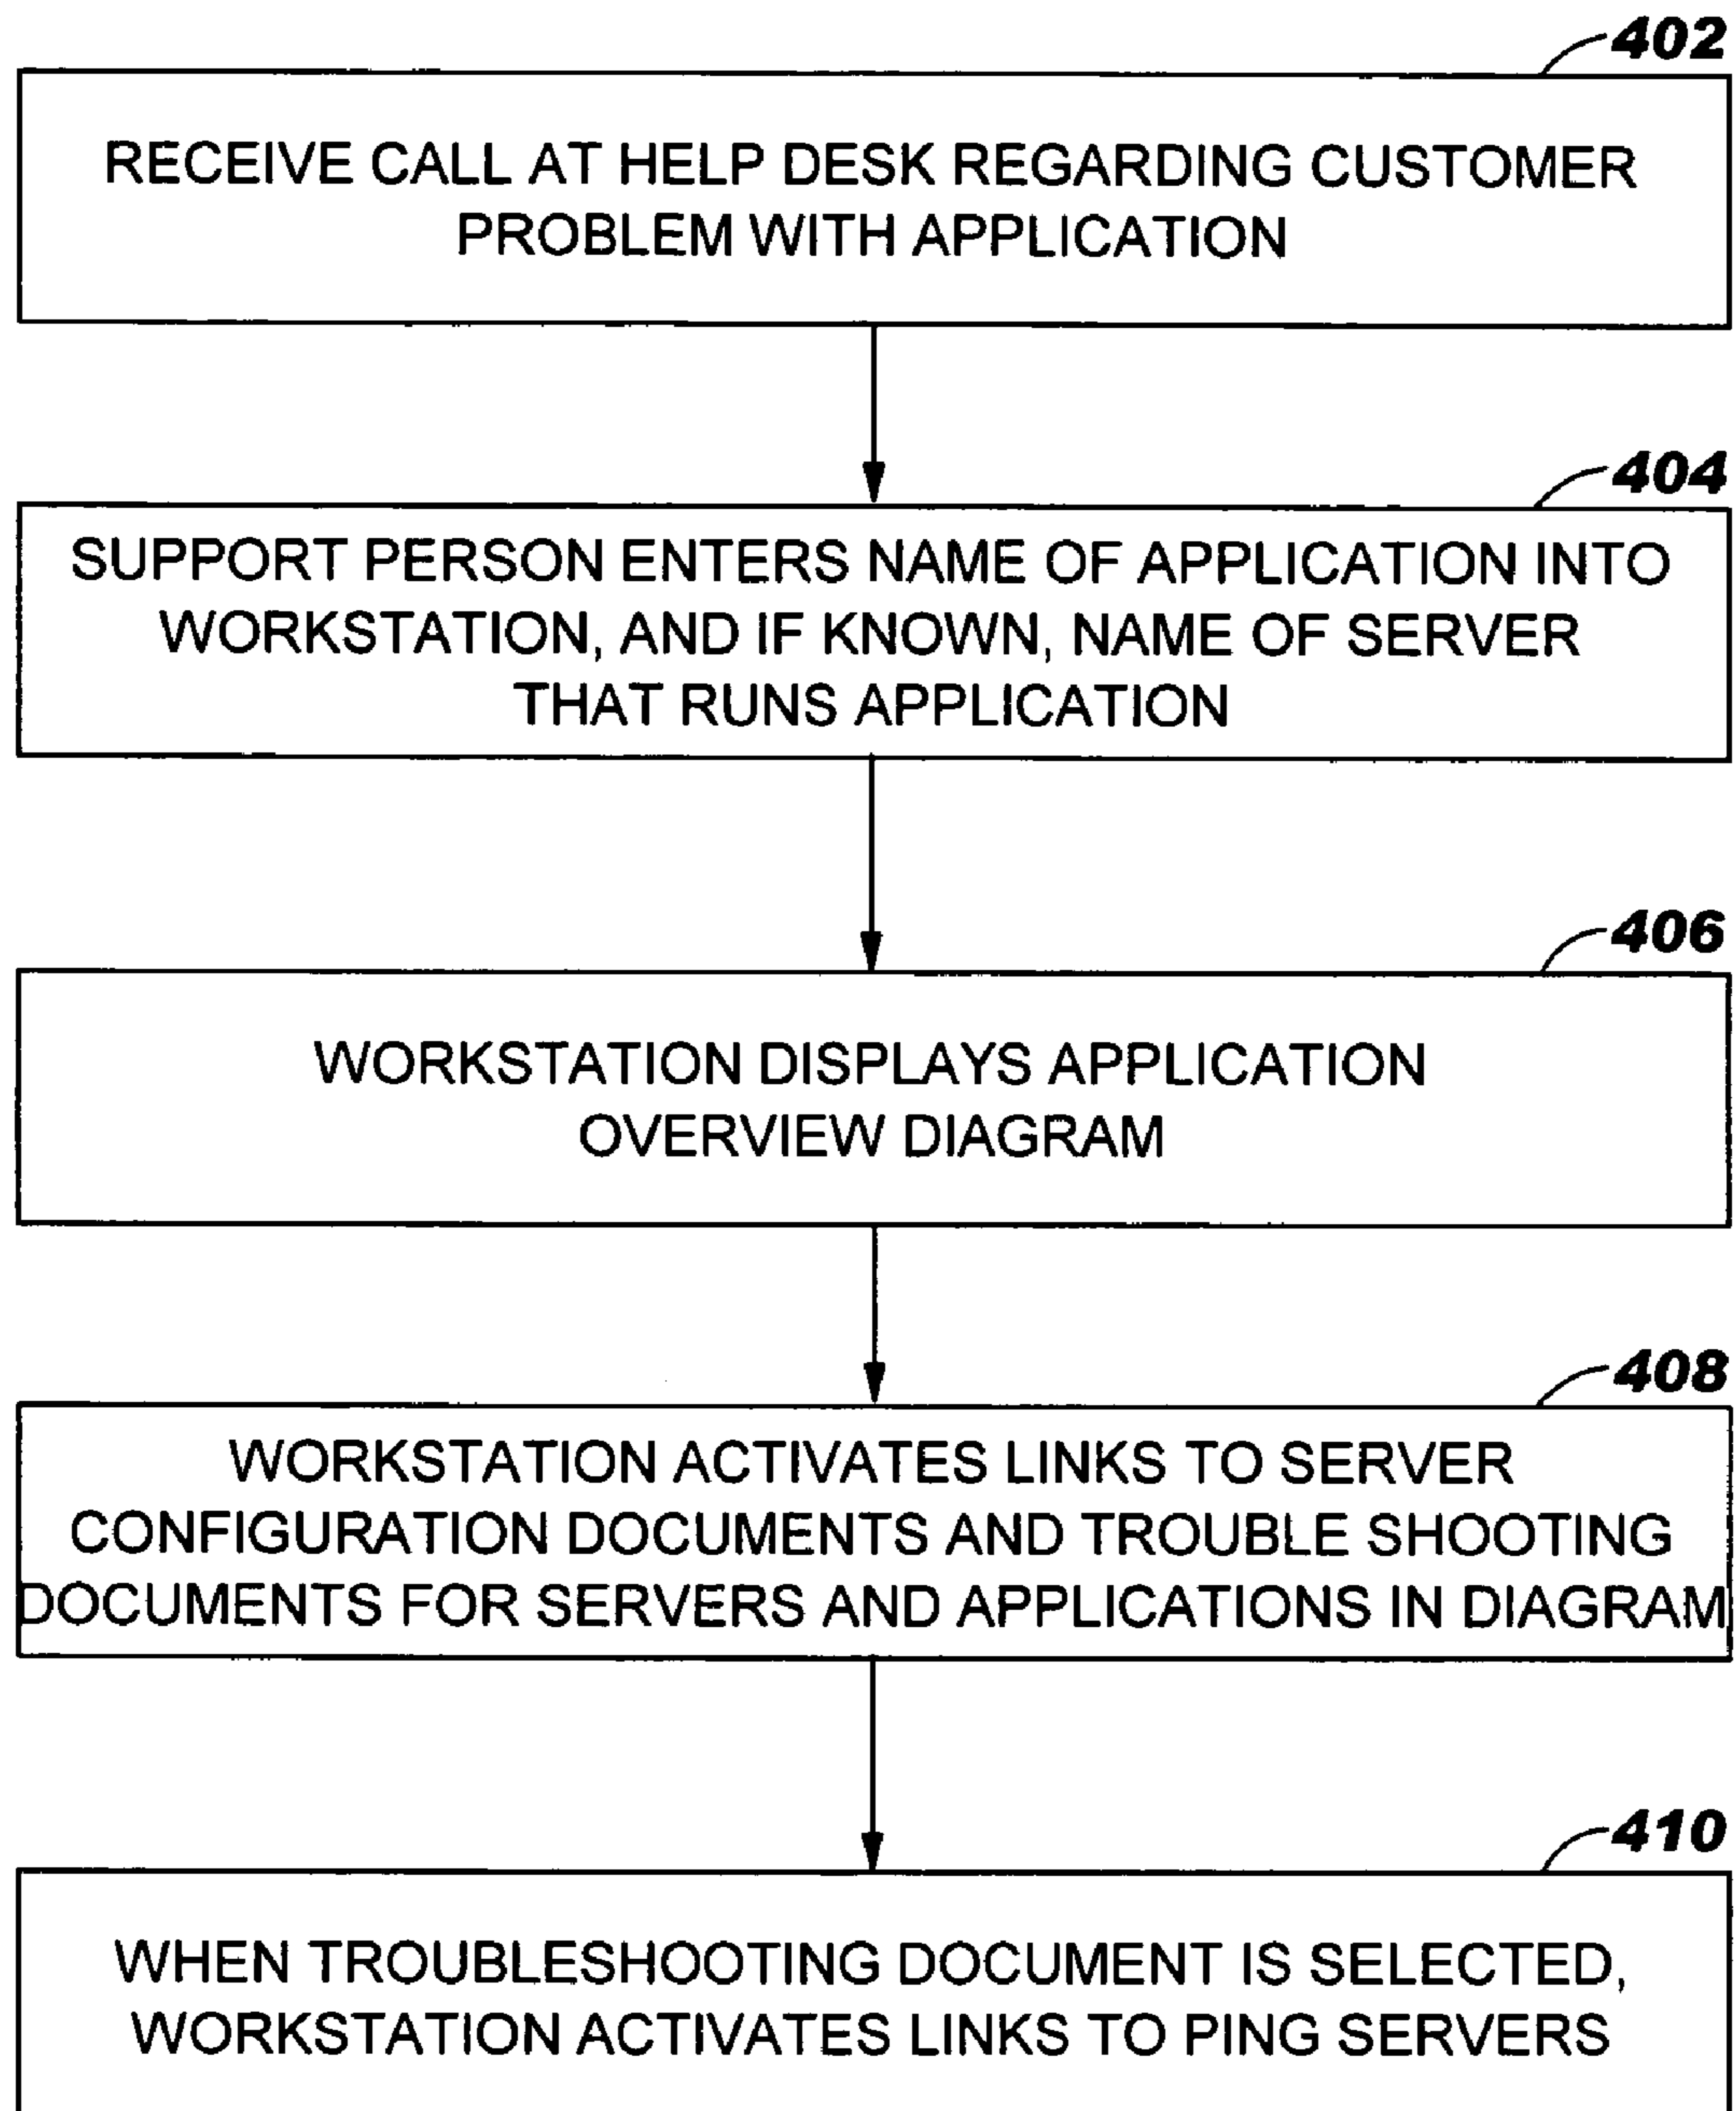 402
RECEIVE CALL AT HELP DESK REGARDING CUSTOMER
PROBLEM WITH APPLICATION
404
SUPPORT PERSON ENTERS NAME OF APPLICATION INTO
WORKSTATION, AND IF KNOWN, NAME OF SERVER
THAT RUNS APPLICATION
406
WORKSTATION DISPLAYS APPLICATION
OVERVIEW DIAGRAM
408
WORKSTATION ACTIVATES LINKS TO SERVER
CONFIGURATION DOCUMENTS AND TROUBLE SHOOTING
DOCUMENTS FOR SERVERS AND APPLICATIONS IN DIAGRAM
410
WHEN TROUBLESHOOTING DOCUMENT IS SELECTED,
WORKSTATION ACTIVATES LINKS TO PING SERVERS